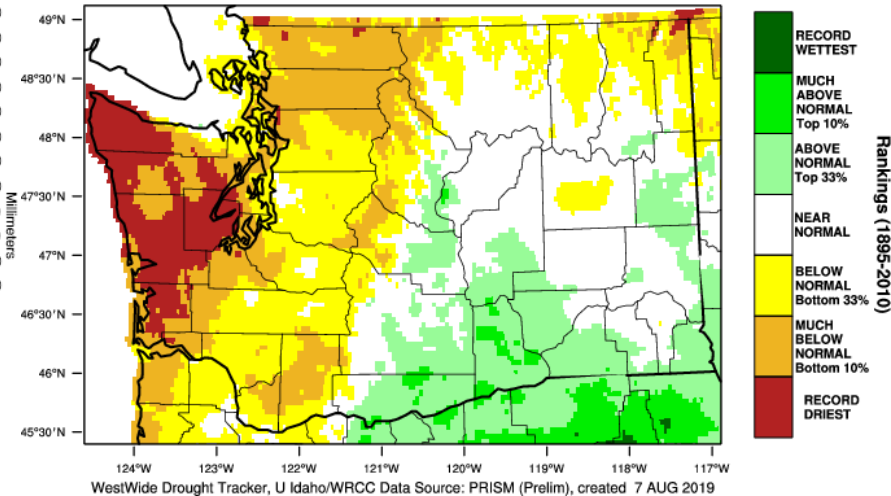 49°N
48°30'N
48°N
47°30'N
47°N
46°30'N
46°N
45°30'N
Millimeters
124°W
123°W
122°W
121°W
120°W
119°W
118°W
117°W
WestWide Drought Tracker, U Idaho/WRCC Data Source: PRISM (Prelim), created 7 AUG 2019
RECORD
WETTEST
MUCH
ABOVE
NORMAL
Top 10%
ABOVE
NORMAL
Top 33%
NEAR
NORMAL
BELOW
NORMAL
Bottom 33%
MUCH
BELOW
NORMAL
Bottom 10%
RECORD
DRIEST
Rankings (1895-2010)